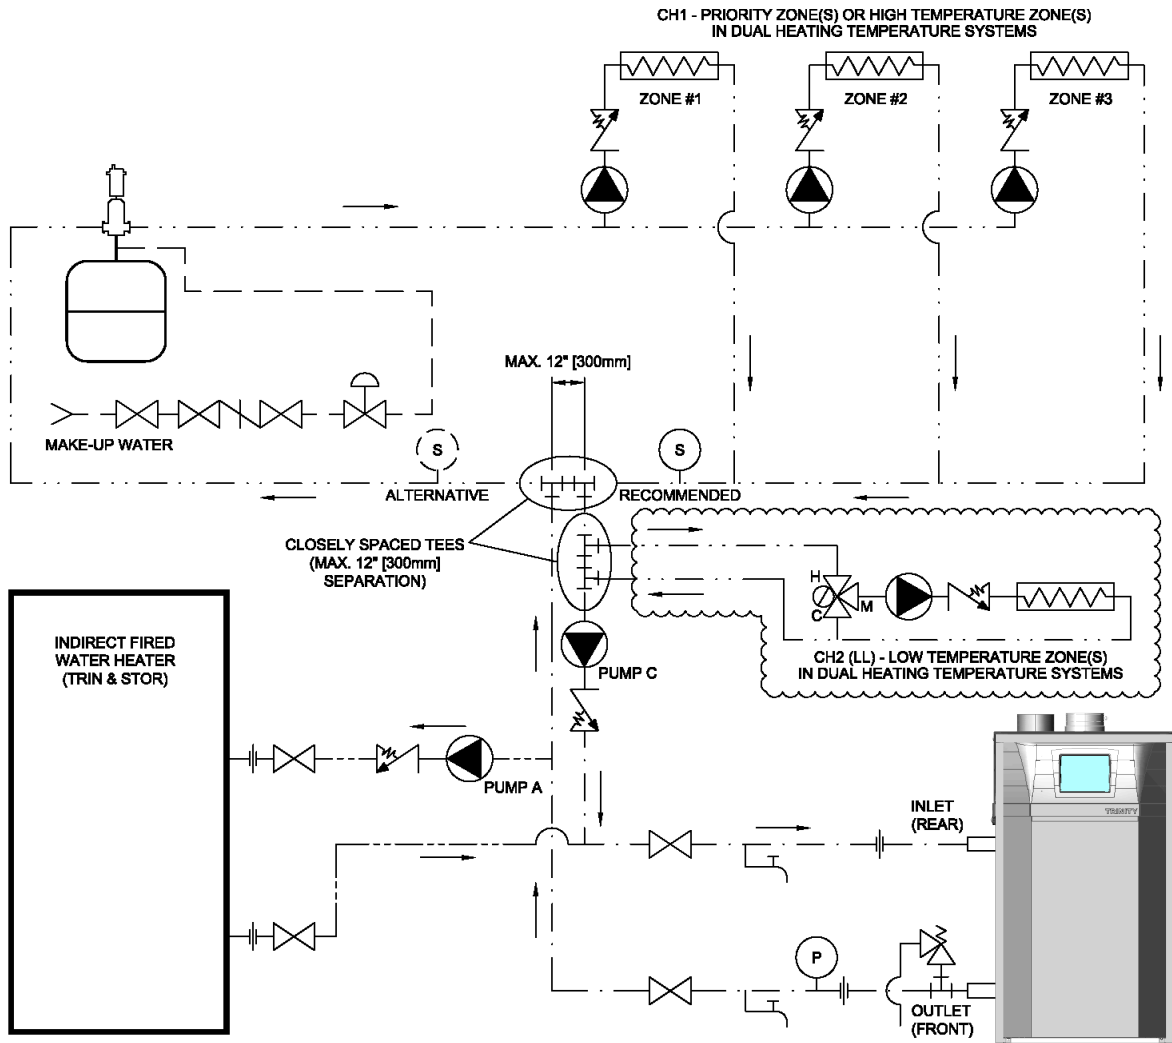 CH1 - PRIORITY ZONE(S) OR HIGH TEMPERATURE ZONE(S)
IN DUAL HEATING TEMPERATURE SYSTEMS
ZONE #1
ZONE #2
ZONE #3
MAX. 12" [300mm]
MAKE-UP WATER
S
S
ALTERNATIVE
RECOMMENDED
CLOSELY SPACED TEES
(MAX. 12" [300mm]
SEPARATION)
H
M
C
CH2 (LL) - LOW TEMPERATURE ZONE(S)
IN DUAL HEATING TEMPERATURE SYSTEMS
INDIRECT FIRED
WATER HEATER
(TRIN & STOR)
PUMP C
PUMP A
INLET
(REAR)
TRINITY
P
OUTLET
(FRONT)